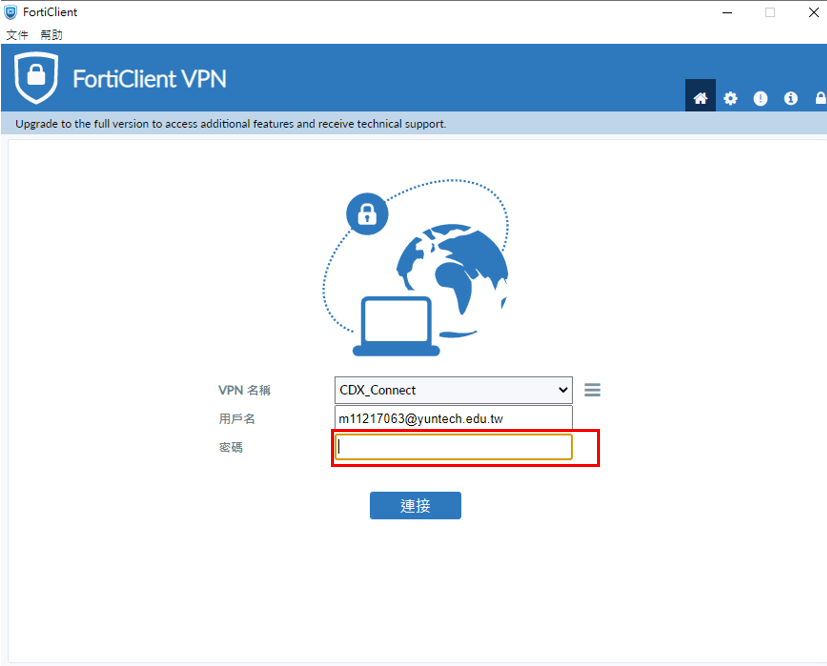 FortiClient
文件 幫助
FortiClient VPN
Upgrade to the full version to access additional features and receive technical support.
VPN 名稱 CDX_Connect
用戶名 m11217063@yuntech.edu.tw
密碼
連接